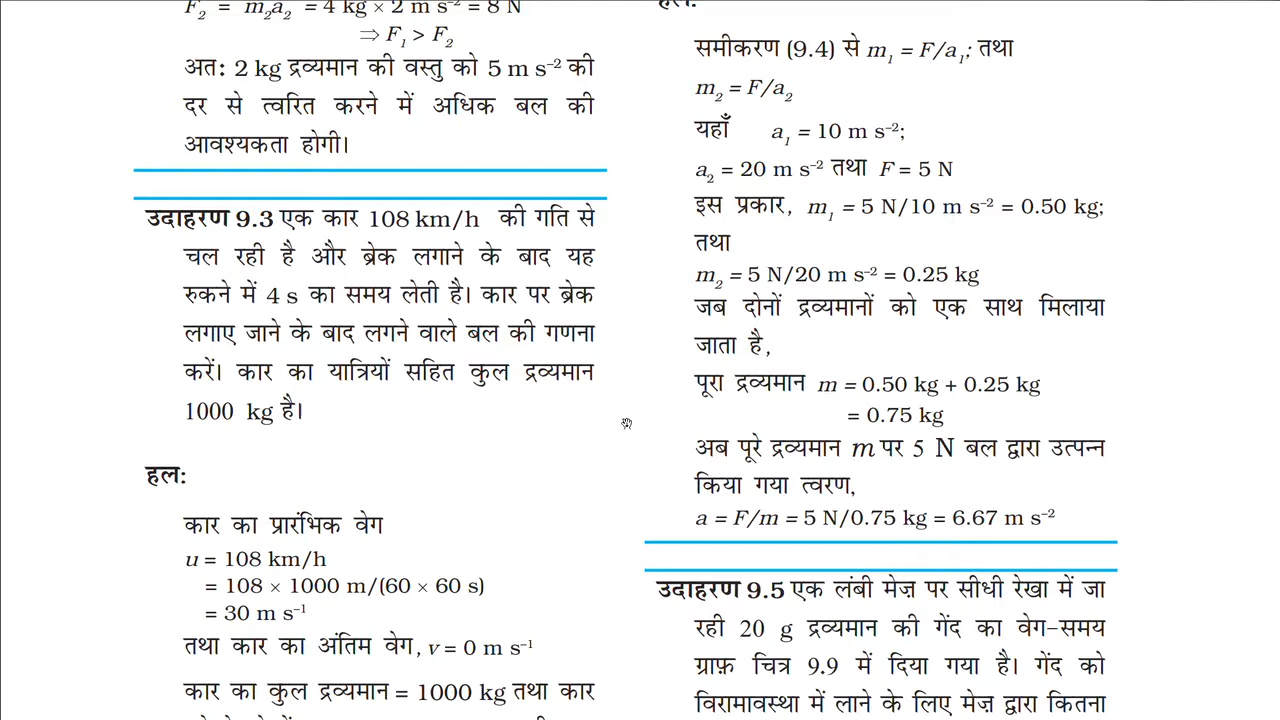 F₂ = m₂a₂ = 4 kg × 2 m s⁻² = 8 N
⇒ F₁ > F₂
अतः 2 kg द्रव्यमान की वस्तु को 5 m s⁻² की
दर से त्वरित करने में अधिक बल की
आवश्यकता होगी।
उदाहरण 9.3 एक कार 108 km/h की गति से
चल रही है और ब्रेक लगाने के बाद यह
रुकने में 4 s का समय लेती है। कार पर ब्रेक
लगाए जाने के बाद लगने वाले बल की गणना
करें। कार का यात्रियों सहित कुल द्रव्यमान
1000 kg है।
हल:
कार का प्रारंभिक वेग
u = 108 km/h
= 108 × 1000 m/(60 × 60 s)
= 30 m s⁻¹
तथा कार का अंतिम वेग, v = 0 m s⁻¹
कार का कुल द्रव्यमान = 1000 kg तथा कार
हल:
समीकरण (9.4) से m₁ = F/a₁; तथा
m₂ = F/a₂
यहाँ a₁ = 10 m s⁻²;
a₂ = 20 m s⁻² तथा F = 5 N
इस प्रकार, m₁ = 5 N/10 m s⁻² = 0.50 kg;
तथा
m₂ = 5 N/20 m s⁻² = 0.25 kg
जब दोनों द्रव्यमानों को एक साथ मिलाया
जाता है,
पूरा द्रव्यमान m = 0.50 kg + 0.25 kg
= 0.75 kg
अब पूरे द्रव्यमान m पर 5 N बल द्वारा उत्पन्न
किया गया त्वरण,
a = F/m = 5 N/0.75 kg = 6.67 m s⁻²
उदाहरण 9.5 एक लंबी मेज़ पर सीधी रेखा में जा
रही 20 g द्रव्यमान की गेंद का वेग-समय
ग्राफ़ चित्र 9.9 में दिया गया है। गेंद को
विरामावस्था में लाने के लिए मेज़ द्वारा कितना